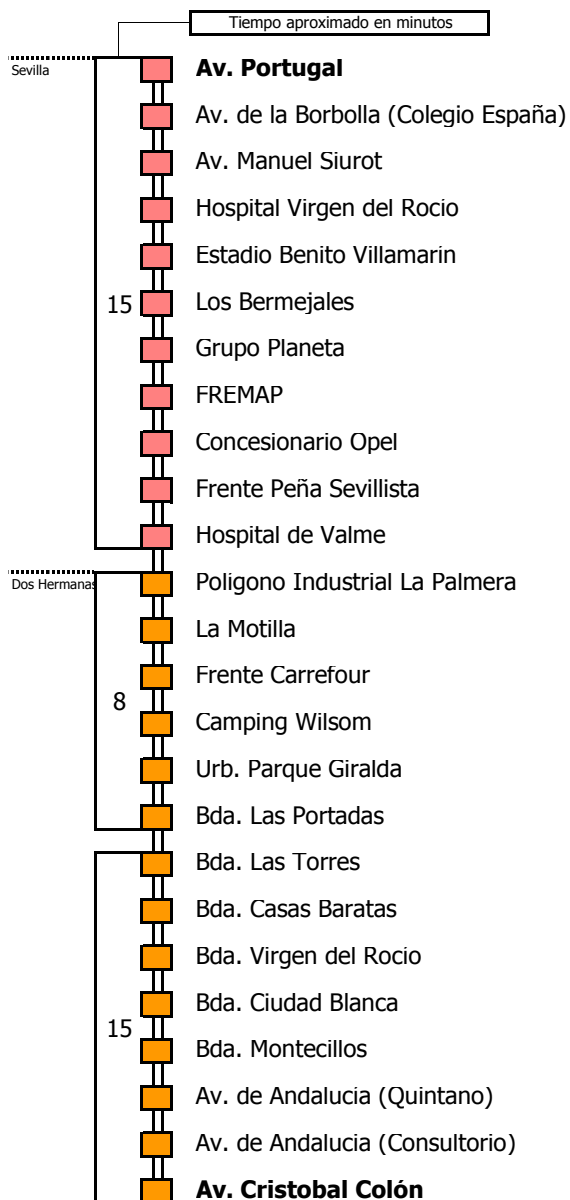 Tiempo aproximado en minutos
Sevilla
Av. Portugal
Av. de la Borbolla (Colegio España)
Av. Manuel Siurot
Hospital Virgen del Rocio
Estadio Benito Villamarin
15
Los Bermejales
Grupo Planeta
FREMAP
Concesionario Opel
Frente Peña Sevillista
Hospital de Valme
Dos Hermanas
Poligono Industrial La Palmera
La Motilla
Frente Carrefour
8
Camping Wilsom
Urb. Parque Giralda
Bda. Las Portadas
Bda. Las Torres
Bda. Casas Baratas
Bda. Virgen del Rocio
Bda. Ciudad Blanca
15
Bda. Montecillos
Av. de Andalucia (Quintano)
Av. de Andalucia (Consultorio)
Av. Cristobal Colón